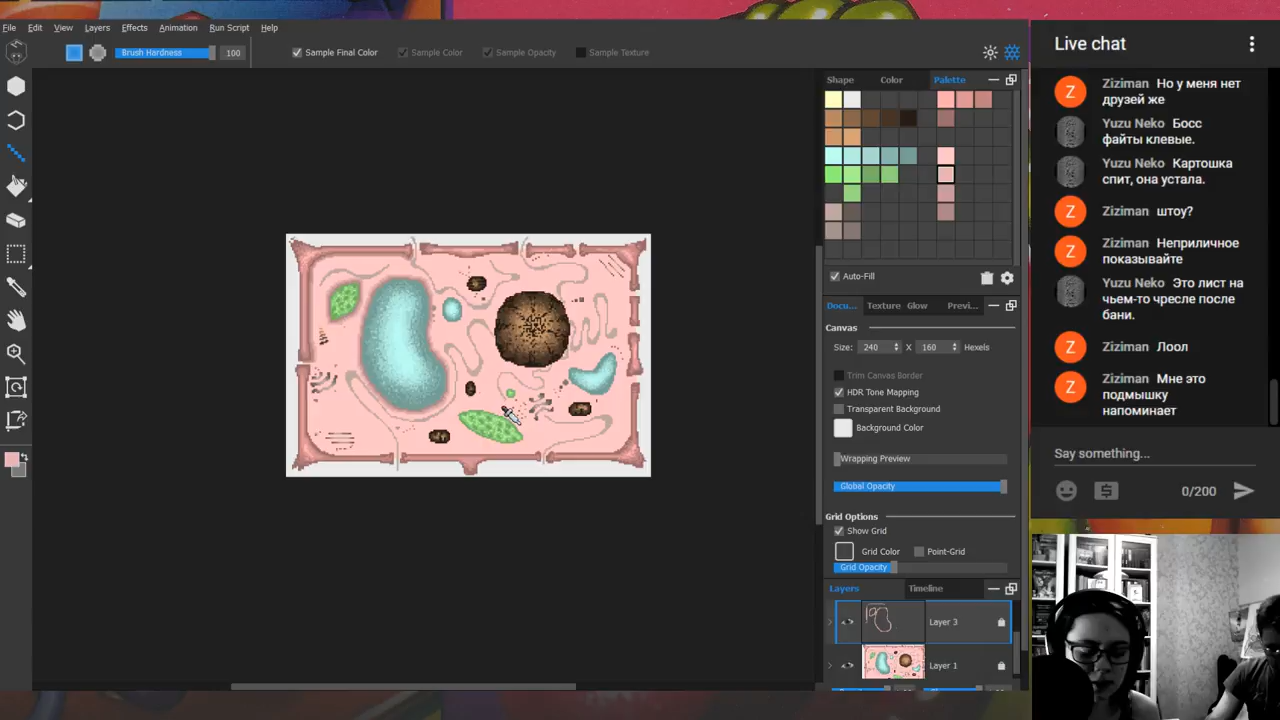 File Edit View Layers Effects Animation Run Script Help
Brush Hardness 100 Sample Final Color Sample Color Sample Opacity Sample Texture
Shape Color Palette
Auto-Fill
Docu... Texture Glow Previ...
Canvas
Size: 240 X 160 Hexels
Trim Canvas Border
HDR Tone Mapping
Transparent Background
Background Color
Wrapping Preview
Global Opacity
Grid Options
Show Grid
Grid Color Point-Grid
Grid Opacity
Layers Timeline
Layer 3
Layer 1
Live chat
Z Ziziman Но у меня нет
друзей же
Yuzu Neko Босс
файты клевые.
Yuzu Neko Картошка
спит, она устала.
Z Ziziman штоу?
Z Ziziman Неприличное
показывайте
Yuzu Neko Это лист на
чьем-то чресле после
бани.
Z Ziziman Лоол
Z Ziziman Мне это
подмышку
напоминает
Say something...
0/200